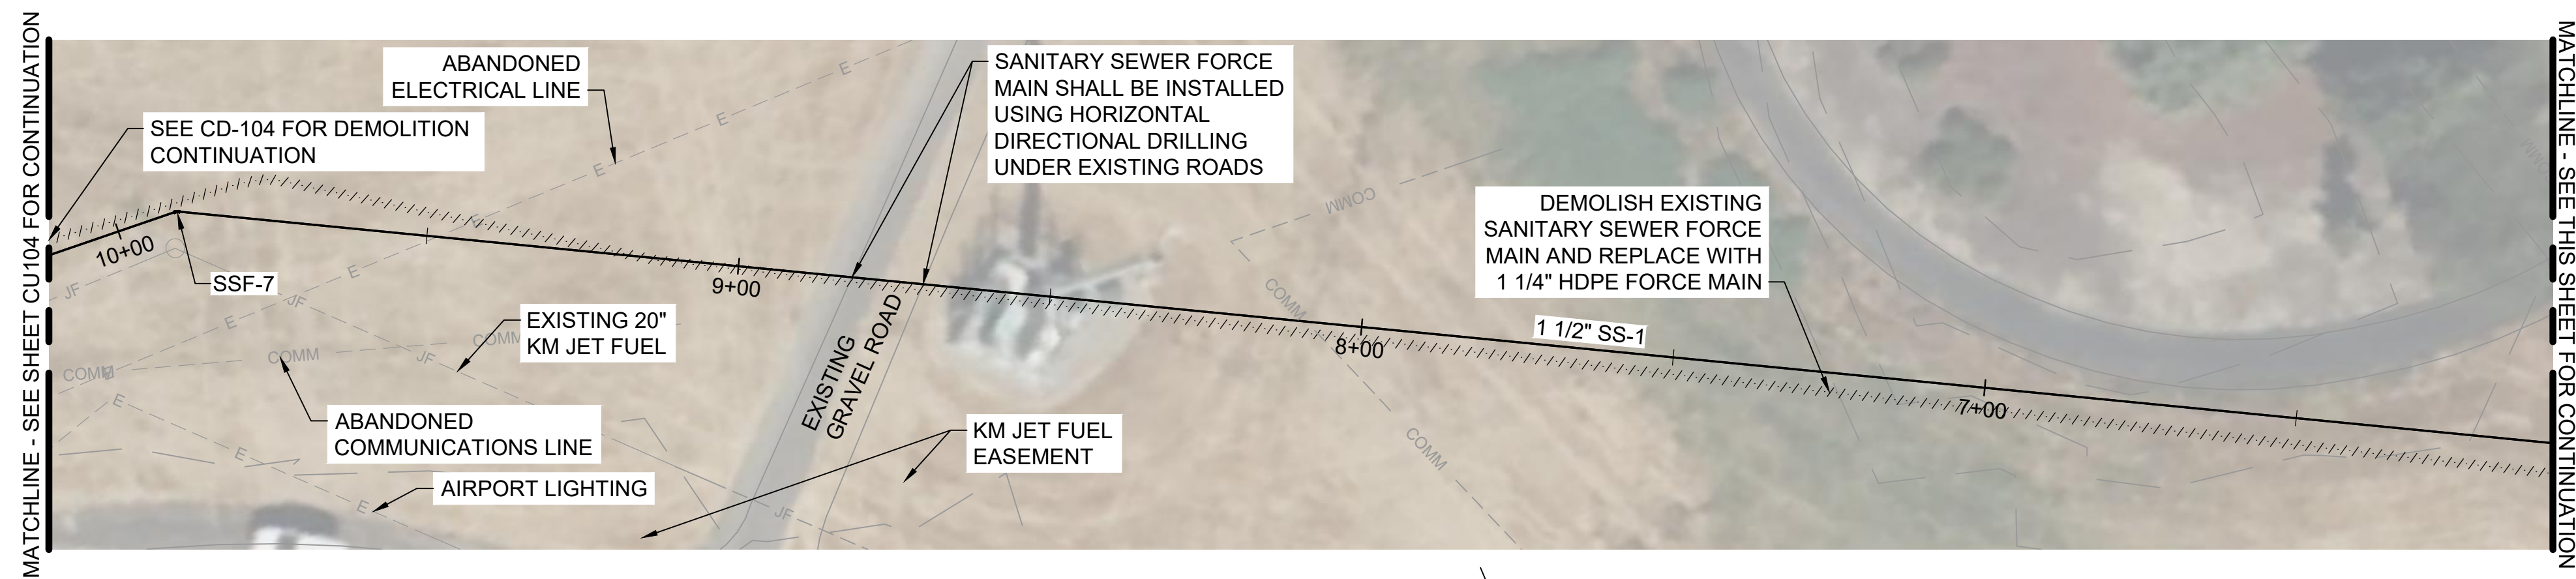 MATCHLINE - SEE SHEET CU104 FOR CONTINUATION
ABANDONED
ELECTRICAL LINE
SEE CD-104 FOR DEMOLITION
CONTINUATION
SANITARY SEWER FORCE
MAIN SHALL BE INSTALLED
USING HORIZONTAL
DIRECTIONAL DRILLING
UNDER EXISTING ROADS
E
E
E
E
E
E
E
E
E
E
10+00
SSF-7
JF
JF
JF
JF
EXISTING 20"
KM JET FUEL
COMM
COMM
COMM
ABANDONED
COMMUNICATIONS LINE
AIRPORT LIGHTING
9+00
EXISTING
GRAVEL ROAD
KM JET FUEL
EASEMENT
COMM
COMM
COMM
8+00
1 1/2" SS-1
DEMOLISH EXISTING
SANITARY SEWER FORCE
MAIN AND REPLACE WITH
1 1/4" HDPE FORCE MAIN
7+00
COMM
MATCHLINE - SEE THIS SHEET FOR CONTINUATION